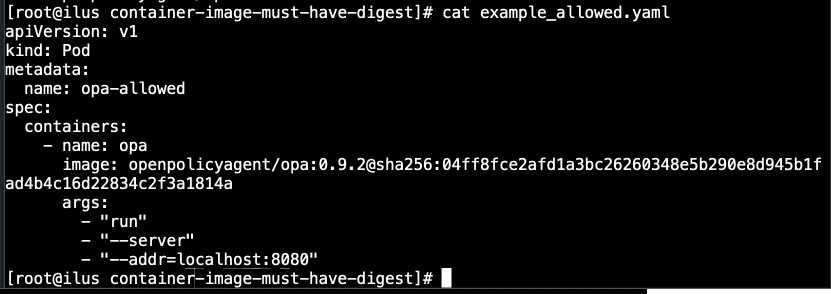 [root@ilus container-image-must-have-digest]# cat example_allowed.yaml
apiVersion: v1
kind: Pod
metadata:
  name: opa-allowed
spec:
  containers:
    - name: opa
      image: openpolicyagent/opa:0.9.2@sha256:04ff8fce2afd1a3bc26260348e5b290e8d945b1f
ad4b4c16d22834c2f3a1814a
      args:
        - "run"
        - "--server"
        - "--addr=localhost:8080"
[root@ilus container-image-must-have-digest]#